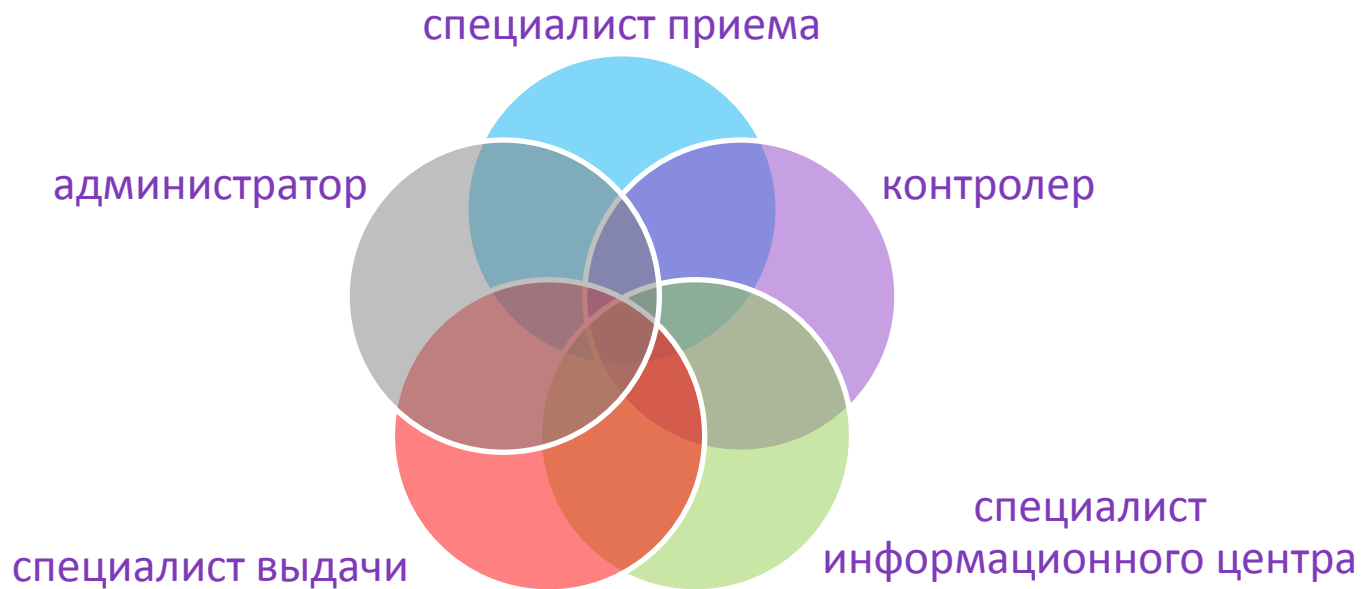 специалист приема
администратор
контролер
специалист
информационного центра
специалист выдачи